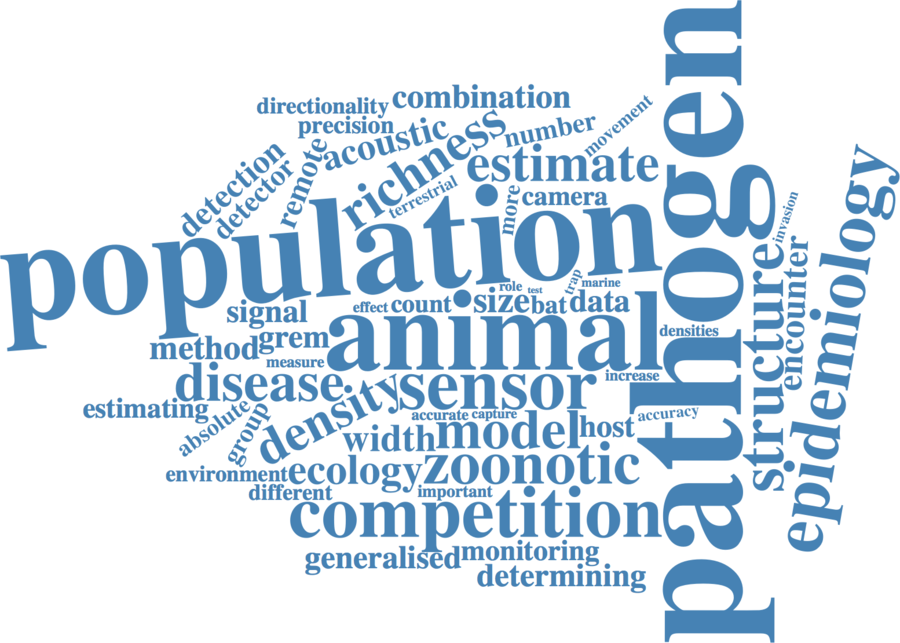 pathogen
directionality
combination
precision
acoustic
richness
number
movement
detection
detector
remote
estimate
terrestrial
more
camera
population
invasion
epidemiology
structure
encounter
role
test
trap
marine
signal
effect
count
size
bat
data
animal
densities
method
grem
measure
increase
disease
density
sensor
estimating
absolute
group
accurate
capture
width
model
host
accuracy
environment
ecology
zoonotic
different
important
competition
generalised
monitoring
determining